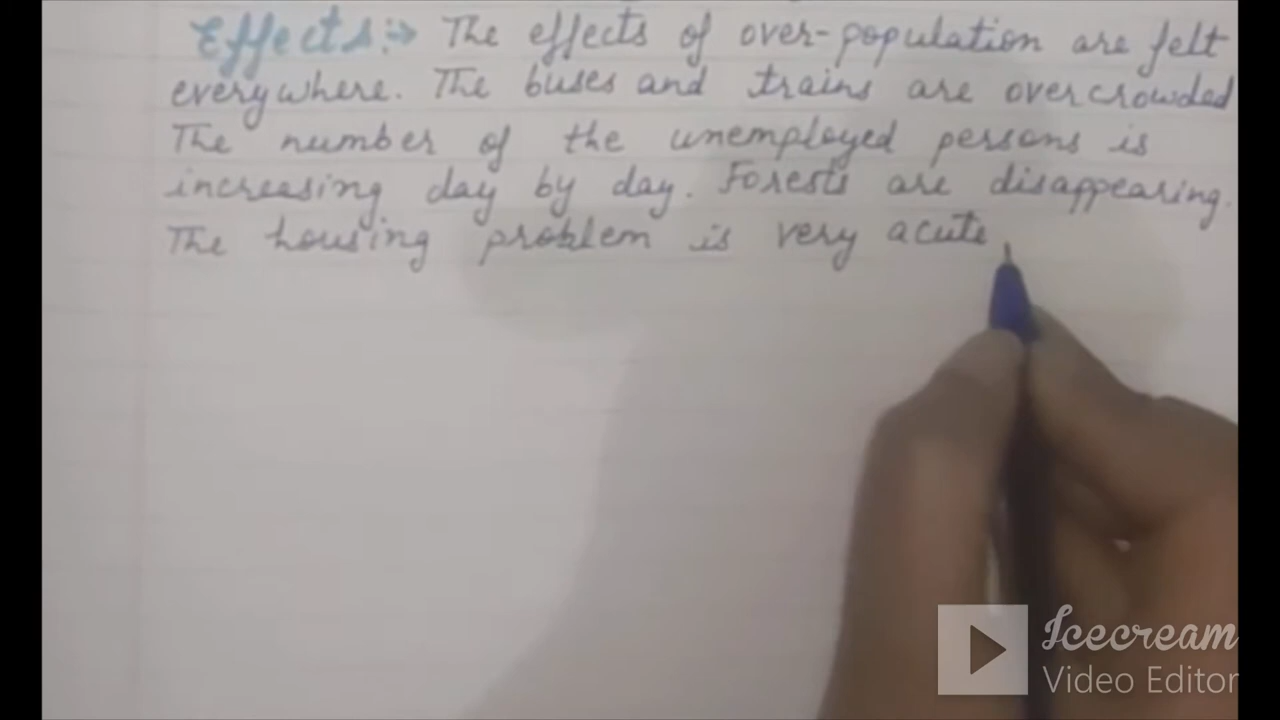 Effects:→ The effects of over-population are felt
everywhere. The buses and trains are overcrowded
The number of the unemployed persons is
increasing day by day. Forests are disappearing.
The housing problem is very acute
Icecream
Video Editor